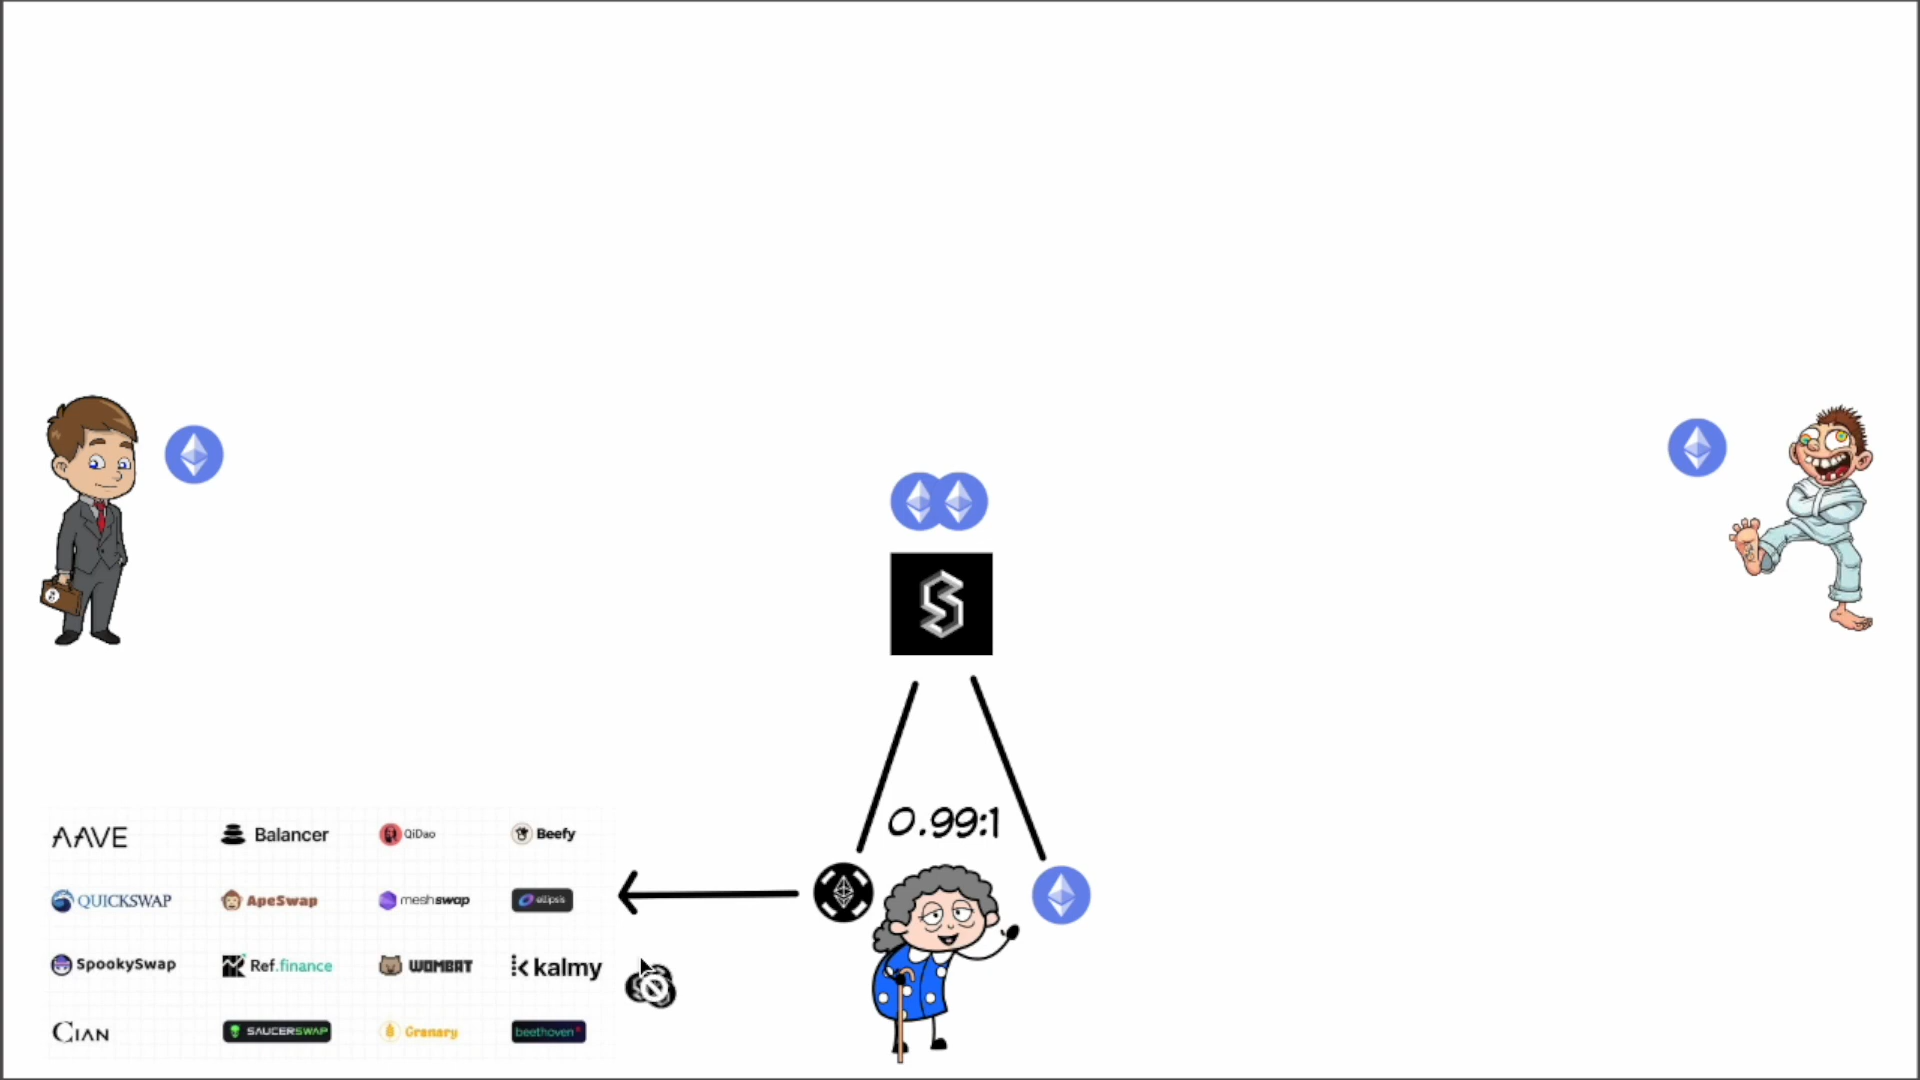 0.99:1
AAVE Balancer QiDao Beefy
QUICKSWAP ApeSwap meshswap ellipsis
SpookySwap Ref.finance WOMBAT kalmy
CIAN SAUCERSWAP Granary beethoven x